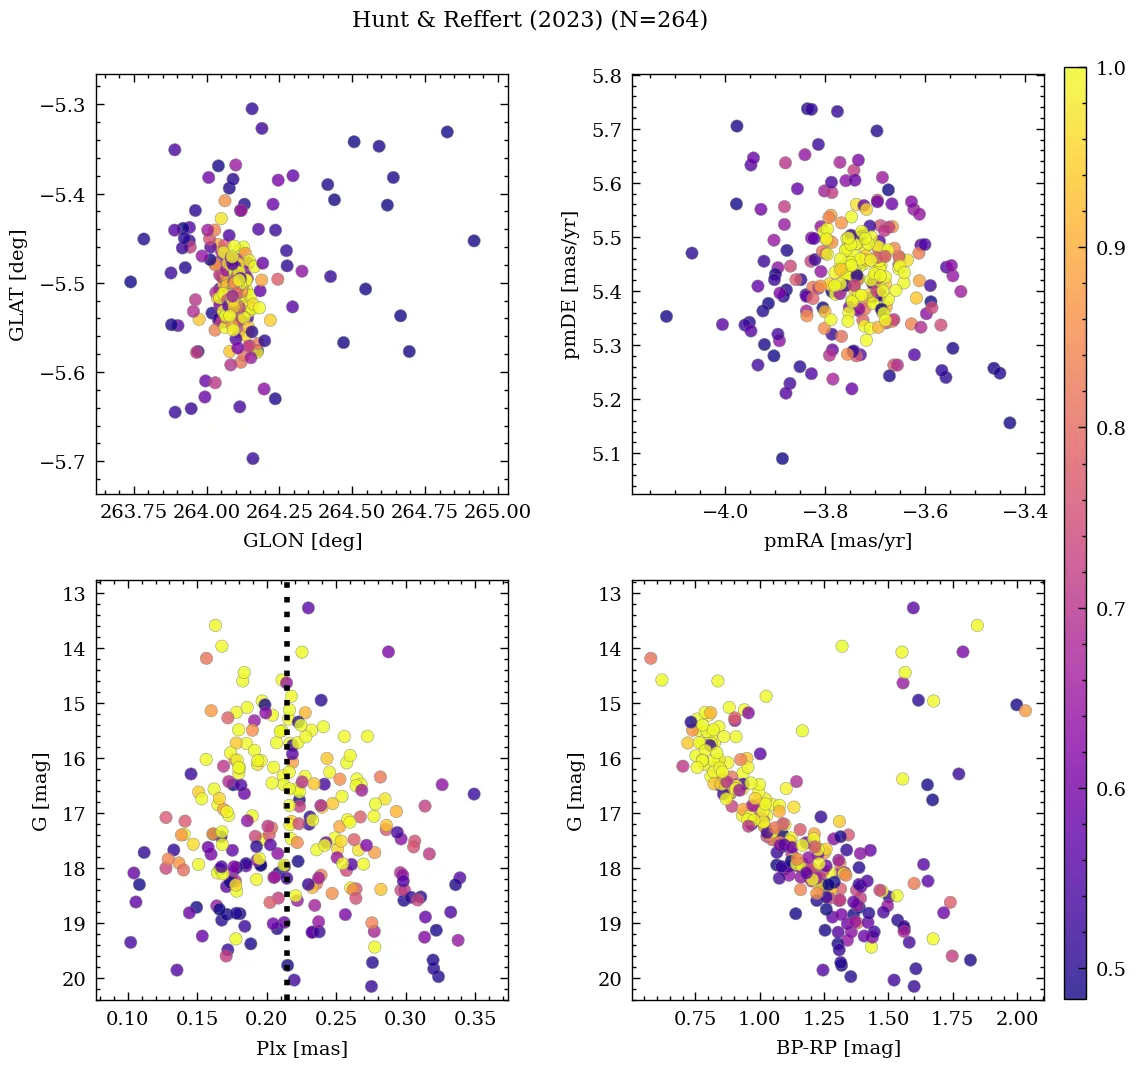 Hunt & Reffert (2023) (N=264)
−5.3
−5.4
−5.5
−5.6
−5.7
GLAT [deg]
263.75 264.00 264.25 264.50 264.75 265.00
GLON [deg]
5.8
5.7
5.6
5.5
5.4
5.3
5.2
5.1
pmDE [mas/yr]
−4.0 −3.8 −3.6 −3.4
pmRA [mas/yr]
13
14
15
16
17
18
19
20
G [mag]
0.10 0.15 0.20 0.25 0.30 0.35
Plx [mas]
13
14
15
16
17
18
19
20
G [mag]
0.75 1.00 1.25 1.50 1.75 2.00
BP-RP [mag]
1.0
0.9
0.8
0.7
0.6
0.5